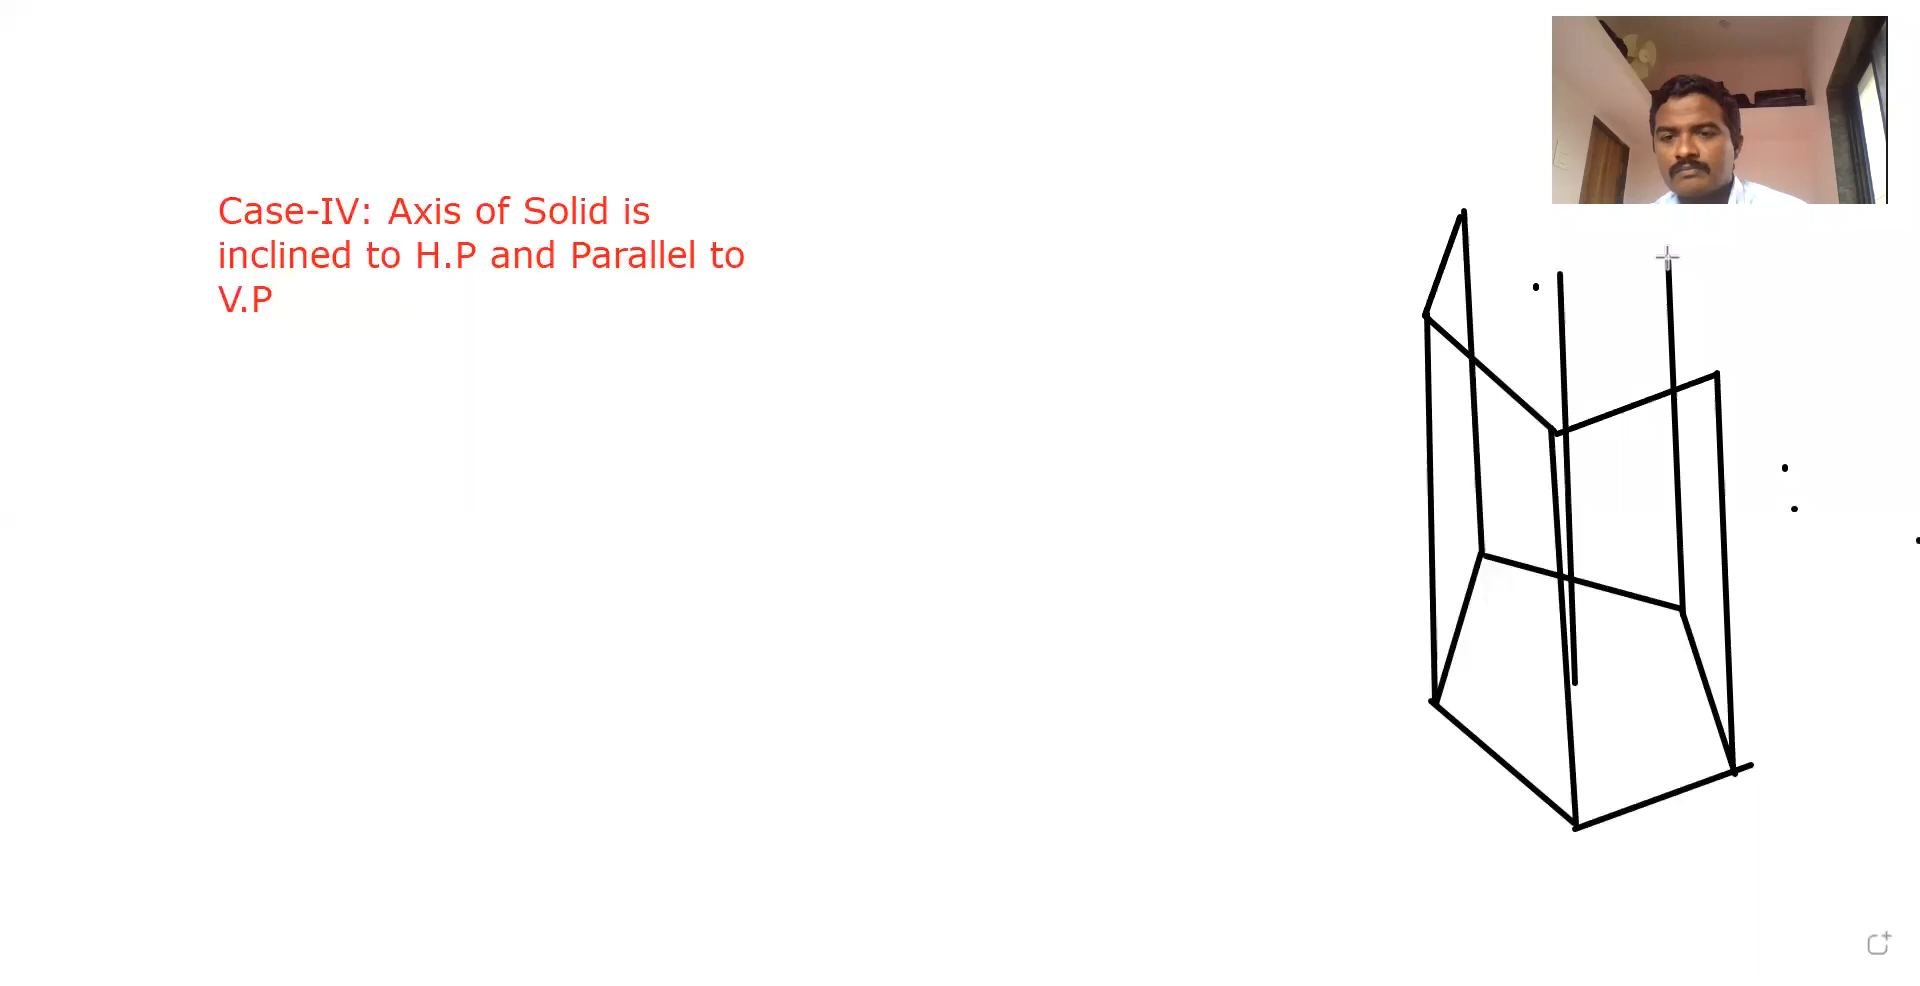 Case-IV: Axis of Solid is
inclined to H.P and Parallel to
V.P